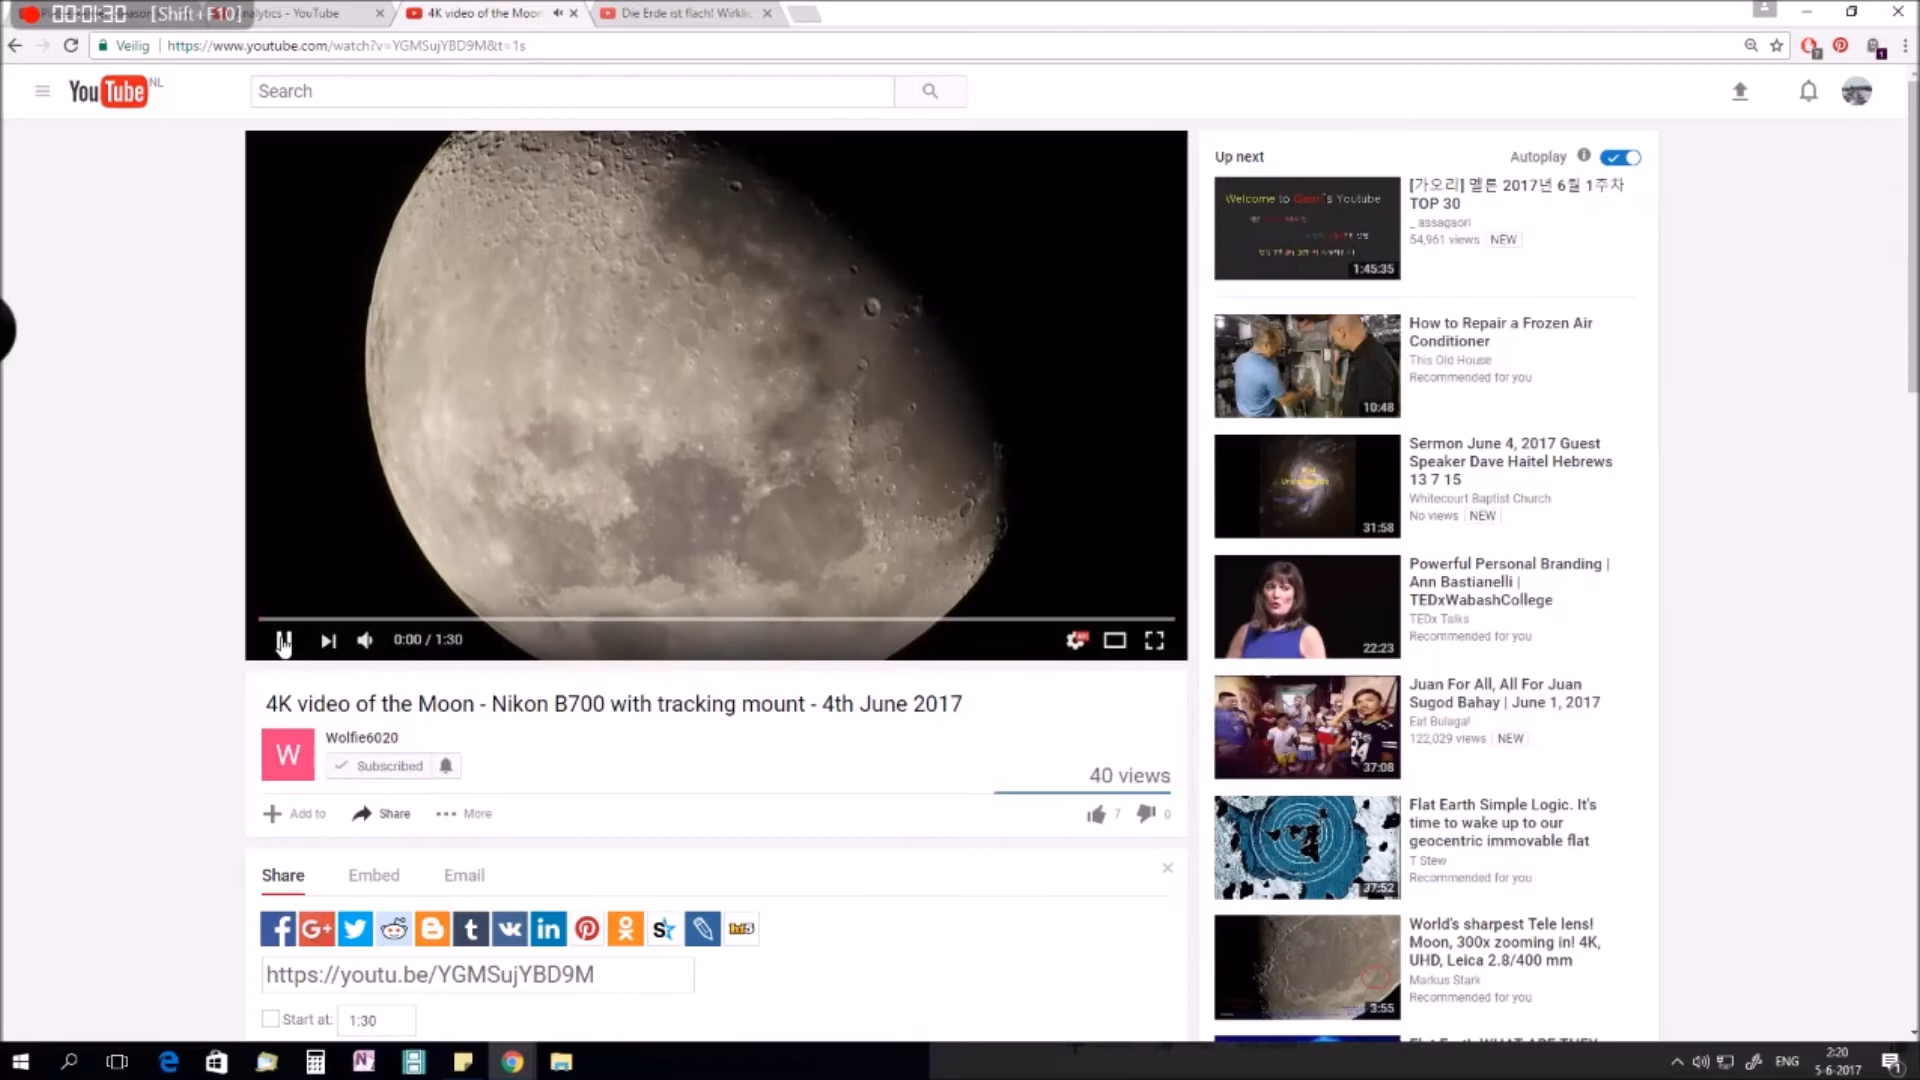 00:01:30 [Shift+F10]
Analytics - YouTube
4K video of the Moon
Die Erde ist flach! Wirklic
Veilig
https://www.youtube.com/watch?v=YGMSujYBD9M&t=1s
7
1
YouTube NL
Search
Up next
Autoplay
Welcome to Gaori's Youtube
1:45:35
[가오리] 멜론 2017년 6월 1주차
TOP 30
_ assagaori
54,961 views NEW
How to Repair a Frozen Air
Conditioner
This Old House
Recommended for you
10:48
Sermon June 4, 2017 Guest
Speaker Dave Haitel Hebrews
13 7 15
Whitecourt Baptist Church
No views NEW
31:58
Powerful Personal Branding |
Ann Bastianelli |
TEDxWabashCollege
TEDx Talks
Recommended for you
22:23
Juan For All, All For Juan
Sugod Bahay | June 1, 2017
Eat Bulaga!
122,029 views NEW
37:08
Flat Earth Simple Logic. It's
time to wake up to our
geocentric immovable flat
T Stew
Recommended for you
37:52
World's sharpest Tele lens!
Moon, 300x zooming in! 4K,
UHD, Leica 2.8/400 mm
Markus Stark
Recommended for you
3:55
0:00 / 1:30
4K video of the Moon - Nikon B700 with tracking mount - 4th June 2017
W
Wolfie6020
Subscribed
40 views
Add to
Share
More
7
0
Share
Embed
Email
https://youtu.be/YGMSujYBD9M
Start at:
1:30
ENG
2:20
5-6-2017
1